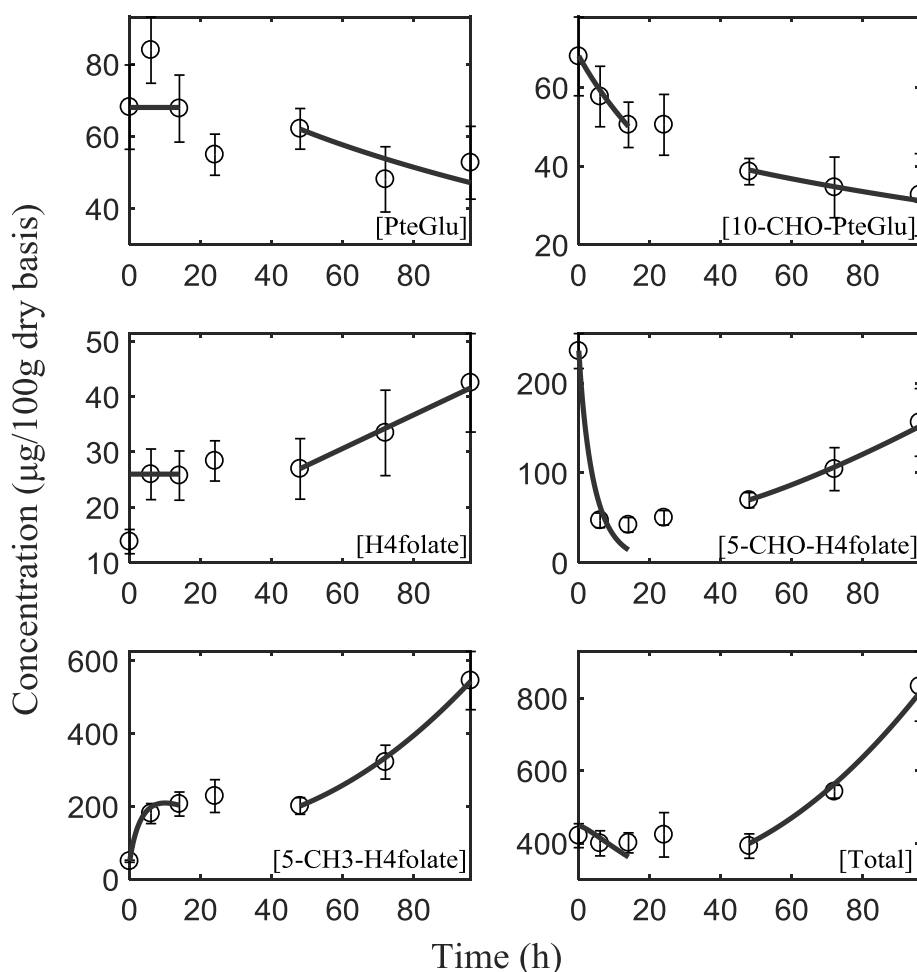 Concentration (µg/100g dry basis)
80
60
40
0 20 40 60 80
[PteGlu]
60
40
20
0 20 40 60 80
[10-CHO-PteGlu]
50
40
30
20
10
0 20 40 60 80
[H4folate]
200
100
0
0 20 40 60 80
[5-CHO-H4folate]
600
400
200
0
0 20 40 60 80
[5-CH3-H4folate]
800
600
400
0 20 40 60 80
[Total]
Time (h)